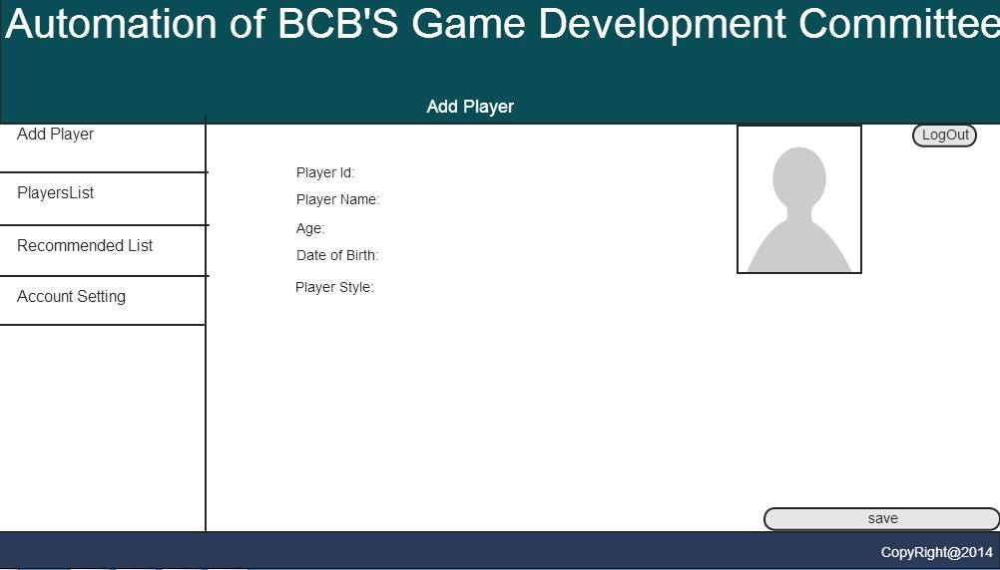 Automation of BCB'S Game Development Committee
Add Player
Add Player
PlayersList
Recommended List
Account Setting
Player Id:
Player Name:
Age:
Date of Birth:
Player Style:
LogOut
save
CopyRight@2014